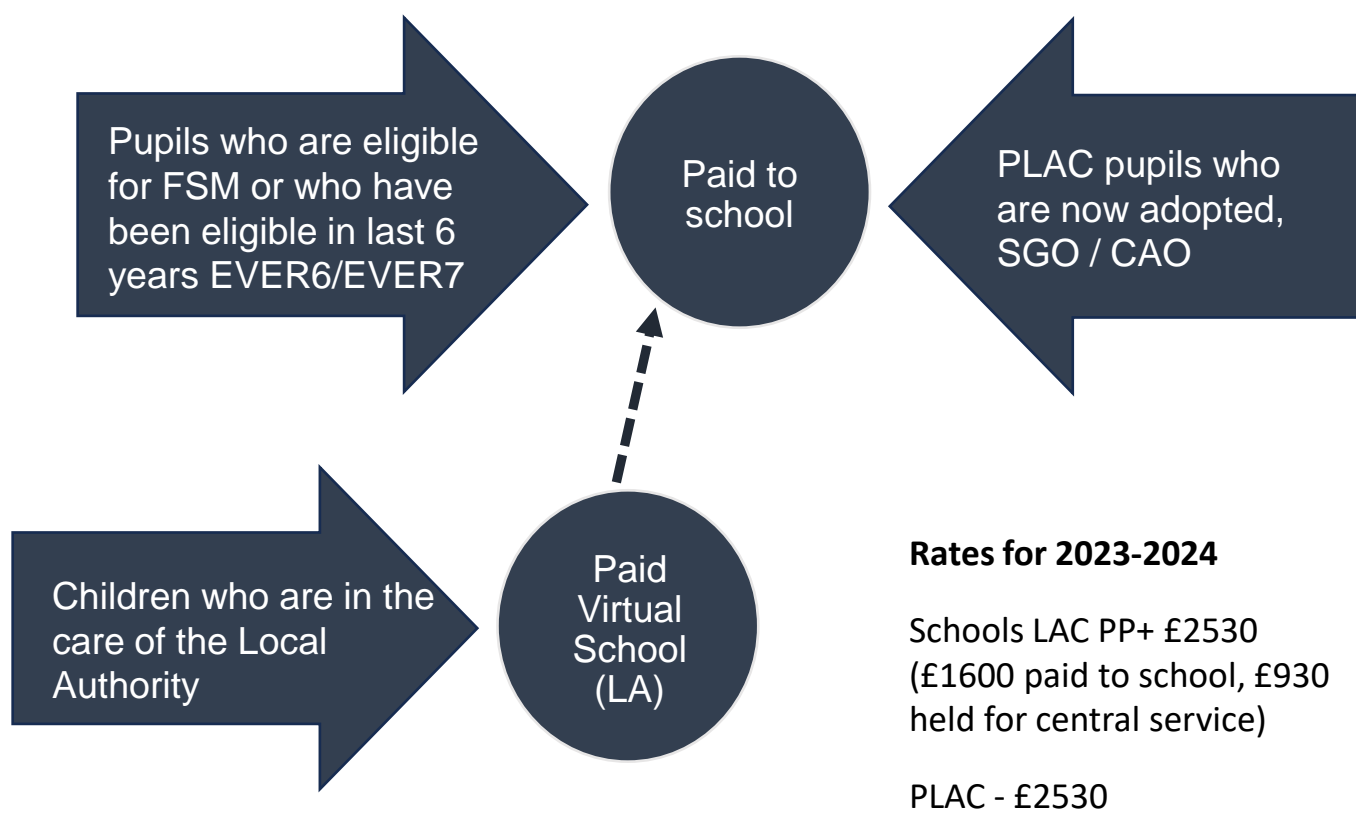 Pupils who are eligible
for FSM or who have
been eligible in last 6
years EVER6/EVER7
Paid to
school
PLAC pupils who
are now adopted,
SGO / CAO
Children who are in the
care of the Local
Authority
Paid
Virtual
School
(LA)
Rates for 2023-2024
Schools LAC PP+ £2530
(£1600 paid to school, £930
held for central service)
PLAC - £2530